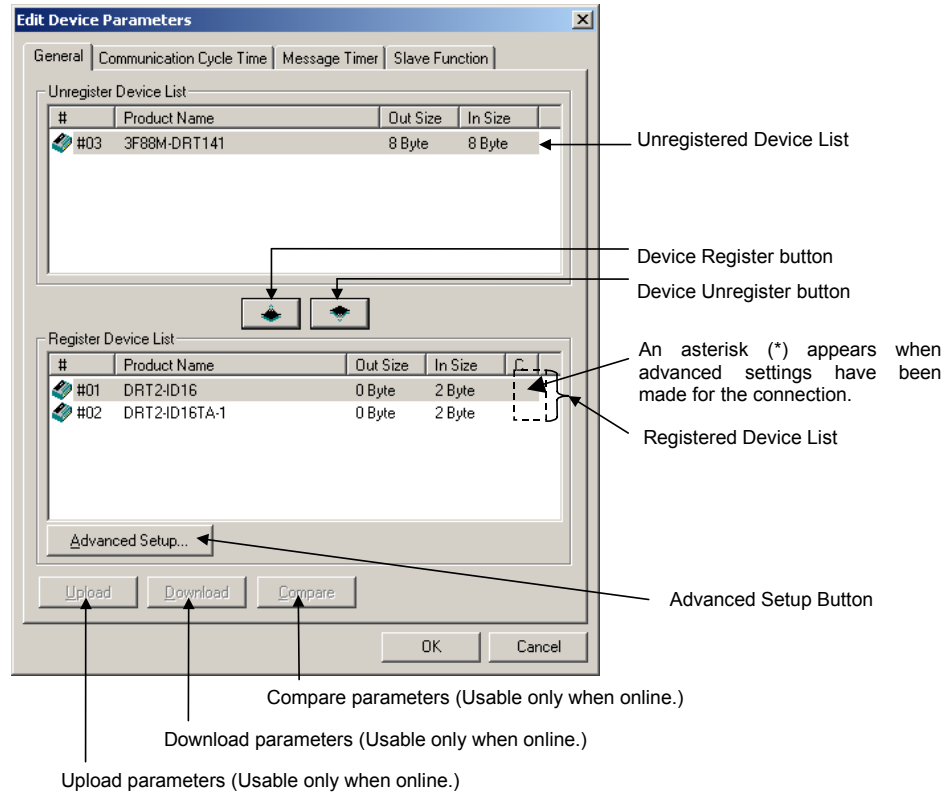 Edit Device Parameters
General Communication Cycle Time Message Timer Slave Function
Unregister Device List
# Product Name Out Size In Size
#03 3F88M-DRT141 8 Byte 8 Byte
Unregistered Device List
Device Register button
Device Unregister button
Register Device List
# Product Name Out Size In Size C.
#01 DRT2-ID16 0 Byte 2 Byte
#02 DRT2-ID16TA-1 0 Byte 2 Byte
An asterisk (*) appears when
advanced settings have been
made for the connection.
Registered Device List
Advanced Setup...
Upload Download Compare
Advanced Setup Button
OK Cancel
Compare parameters (Usable only when online.)
Download parameters (Usable only when online.)
Upload parameters (Usable only when online.)